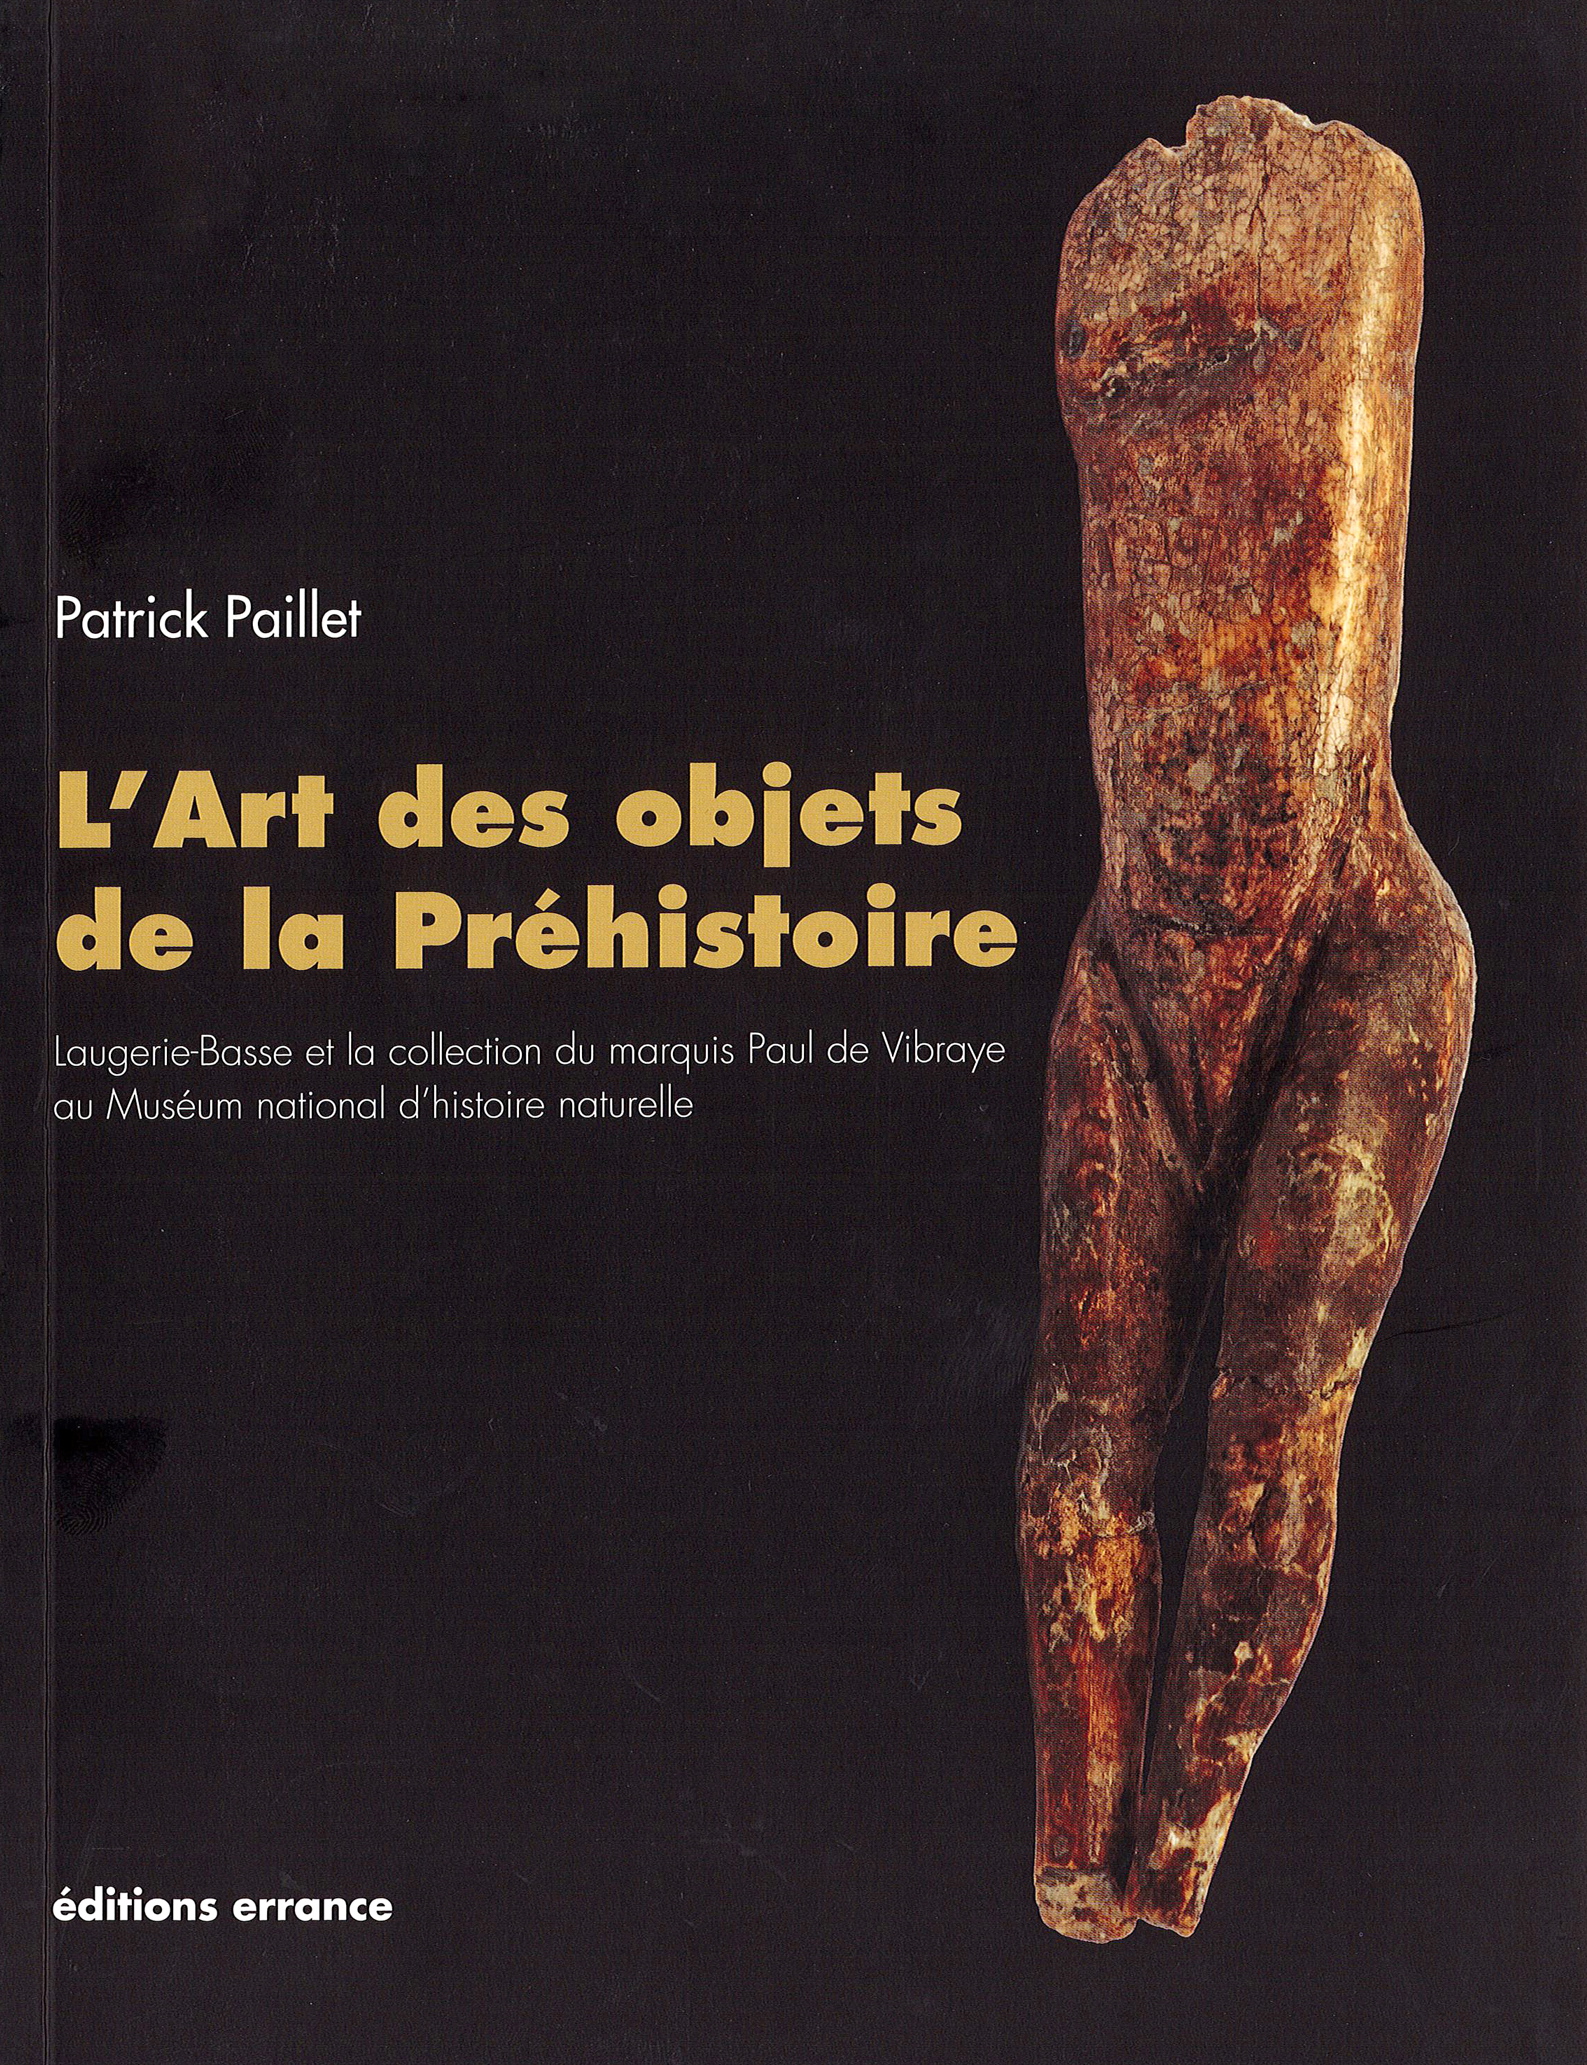 Patrick Paillet
L'Art des objets
de la Préhistoire
Laugerie-Basse et la collection du marquis Paul de Vibraye
au Muséum national d'histoire naturelle
éditions errance